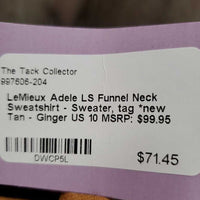 The Tack Collector
997606-204
LeMieux Adele LS Funnel Neck
Sweatshirt - Sweater, tag *new
Tan - Ginger US 10 MSRP: $99.95
DWCP5L
$71.45